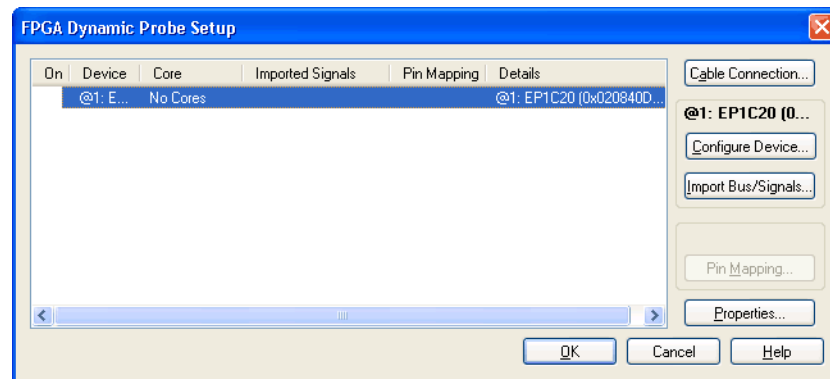 FPGA Dynamic Probe Setup
On Device Core Imported Signals Pin Mapping Details
@1: E... No Cores @1: EP1C20 (0x020840D...
Cable Connection...
@1: EP1C20 (0...
Configure Device...
Import Bus/Signals...
Pin Mapping...
Properties...
OK Cancel Help